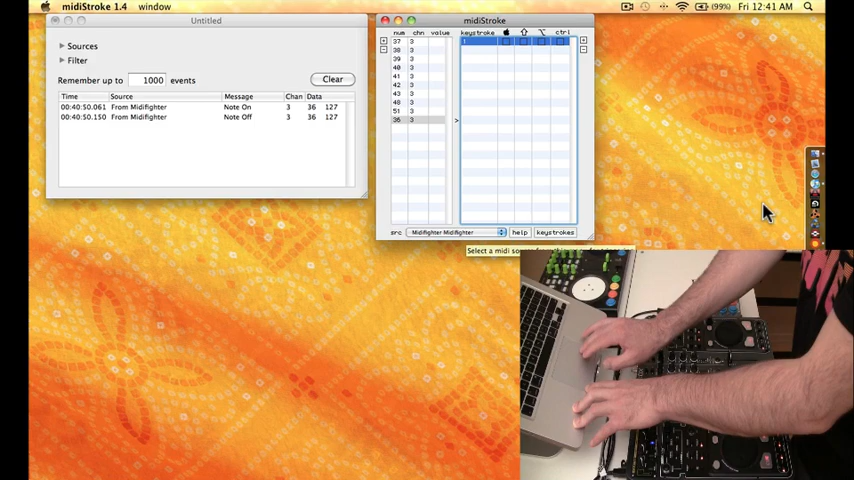 midiStroke 1.4 window
(99%) Fri 12:41 AM
Untitled
Sources
Filter
Remember up to 1000 events
Clear
Time Source Message Chan Data
00:40:50.061 From Midifighter Note On 3 36 127
00:40:50.150 From Midifighter Note Off 3 36 127
midiStroke
num chn value keystroke ctrl
37 3 1
38 3
39 3
40 3
41 3
42 3
43 3
48 3
51 3
36 3 >
src Midifighter Midifighter help keystrokes
Select a midi source